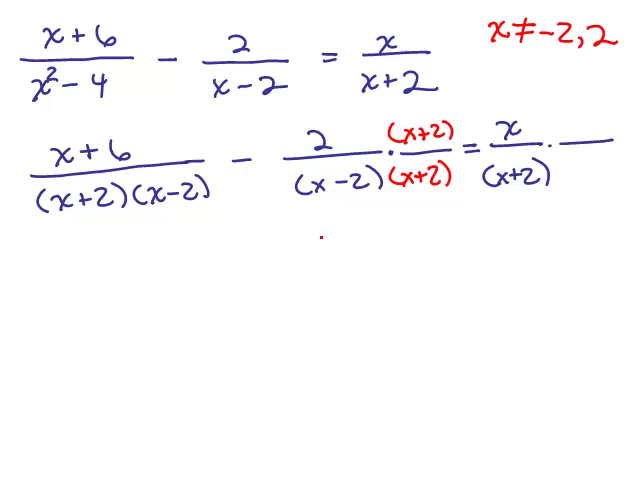 (x + 6)/(x² - 4) - 2/(x - 2) = x/(x + 2) x ≠ -2, 2
(x + 6)/((x+2)(x-2)) - 2/(x-2) · (x+2)/(x+2) = x/(x+2) · —